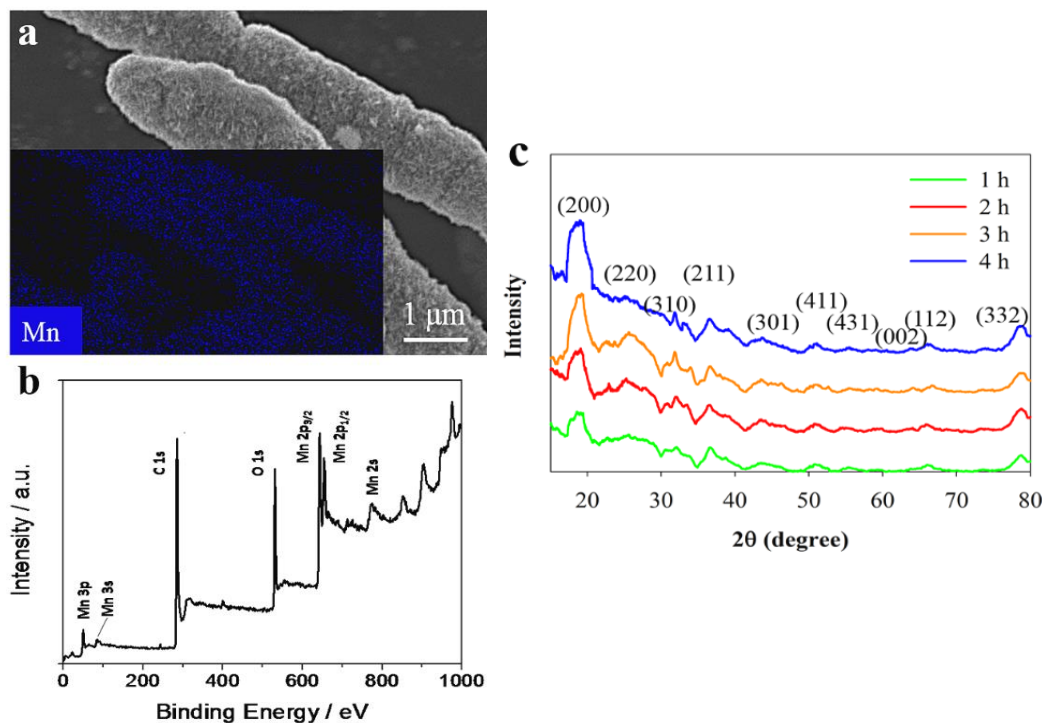 a
Mn
1 μm
b
Intensity / a.u.
Mn 3p
Mn 3s
C 1s
O 1s
Mn 2p9/2
Mn 2p1/2
Mn 2s
0 200 400 600 800 1000
Binding Energy / eV
c
1 h
2 h
3 h
4 h
(200)
(220)
(310)
(211)
(301)
(411)
(431)
(002)
(112)
(332)
Intensity
20 30 40 50 60 70 80
2θ (degree)